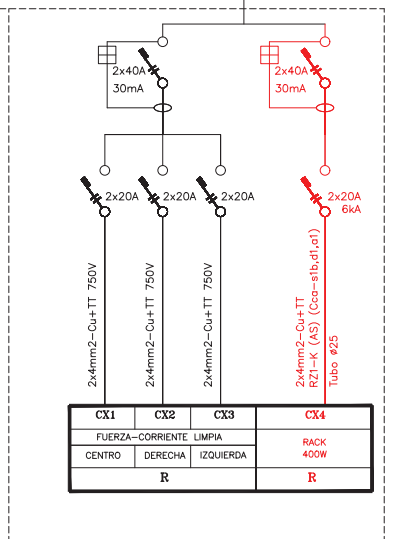 2x40A
30mA
2x40A
30mA
2x20A
2x20A
2x20A
2x20A
6kA
2x4mm2-Cu+TT 750V
2x4mm2-Cu+TT 750V
2x4mm2-Cu+TT 750V
2x4mm2-Cu+TT
RZ1-K (AS) (Cca-s1b,d1,a1)
Tubo ø25
CX1 CX2 CX3 CX4
FUERZA-CORRIENTE LIMPIA
CENTRO DERECHA IZQUIERDA
RACK
400W
R R